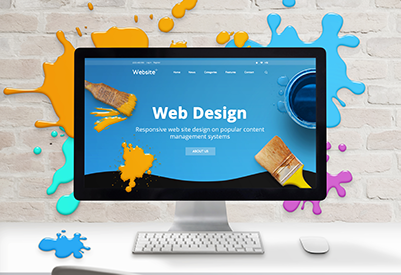 Website
Home News Categories Features Contact
Web Design
Responsive web site design on popular content
management systems
ABOUT US